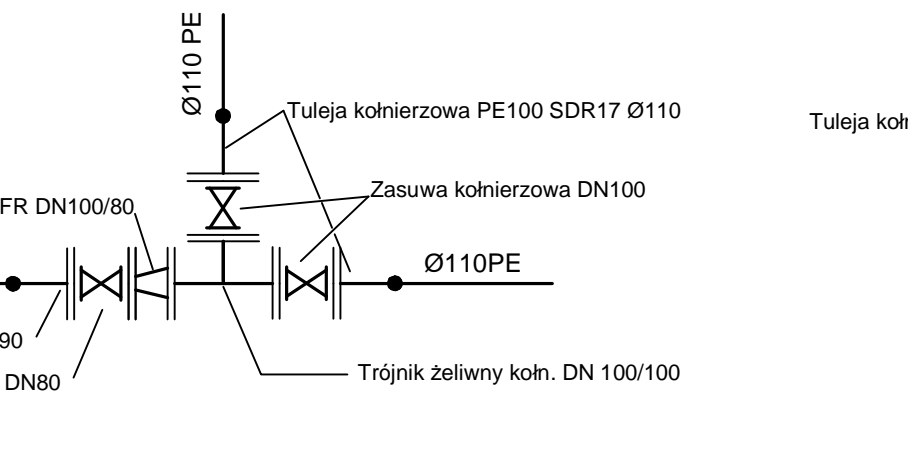 Ø110 PE
Tuleja kołnierzowa PE100 SDR17 Ø110
Tuleja
Zasuwa kołnierzowa DN100
FR DN100/80
Ø110PE
90
DN80
Trójnik żeliwny kołn. DN 100/100